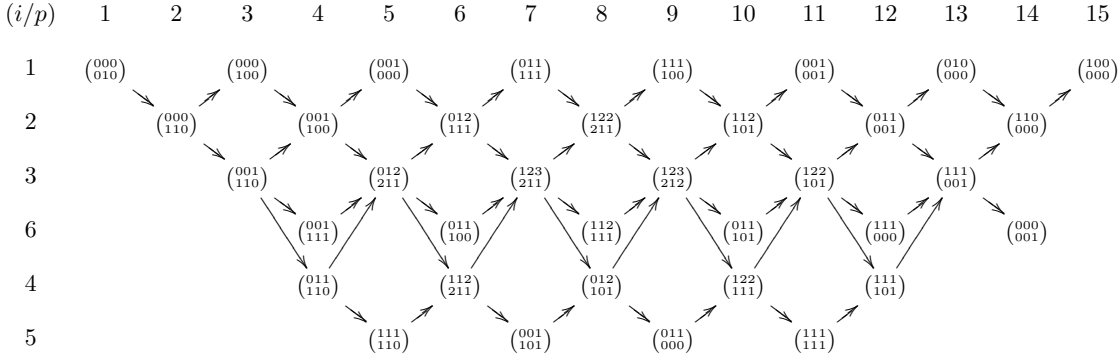 (i/p) 1 2 3 4 5 6 7 8 9 10 11 12 13 14 15
1 (000 010) (000 100) (001 000) (011 111) (111 100) (001 001) (010 000) (100 000)
2 (000 110) (001 100) (012 111) (122 211) (112 101) (011 001) (110 000)
3 (001 110) (012 211) (123 211) (123 212) (122 101) (111 001)
6 (001 111) (011 100) (112 111) (011 101) (111 000) (000 001)
4 (011 110) (112 211) (012 101) (122 111) (111 101)
5 (111 110) (001 101) (011 000) (111 111)